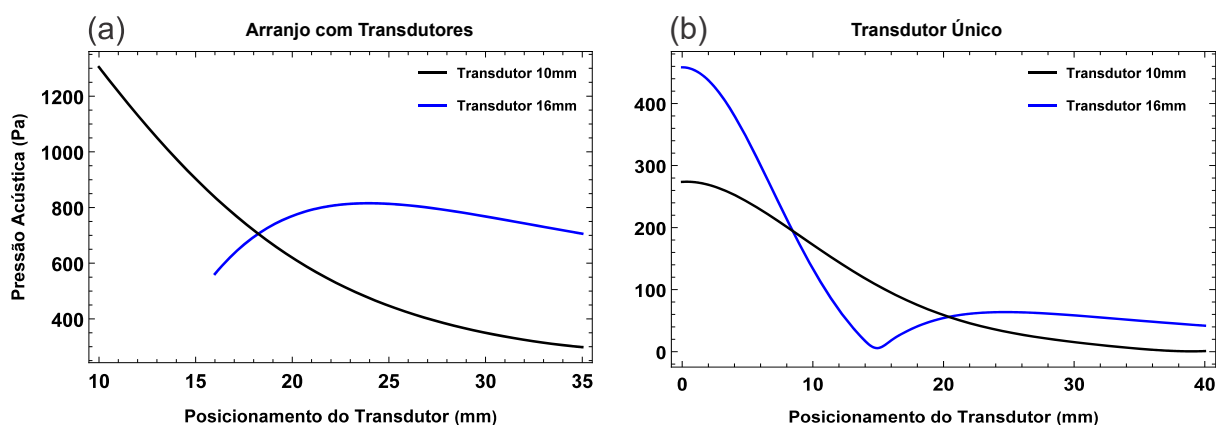 (a)
Arranjo com Transdutores
Transdutor 10mm
Transdutor 16mm
Pressão Acústica (Pa)
1200
1000
800
600
400
10
15
20
25
30
35
Posicionamento do Transdutor (mm)
(b)
Transdutor Único
Transdutor 10mm
Transdutor 16mm
400
300
200
100
0
0
10
20
30
40
Posicionamento do Transdutor (mm)